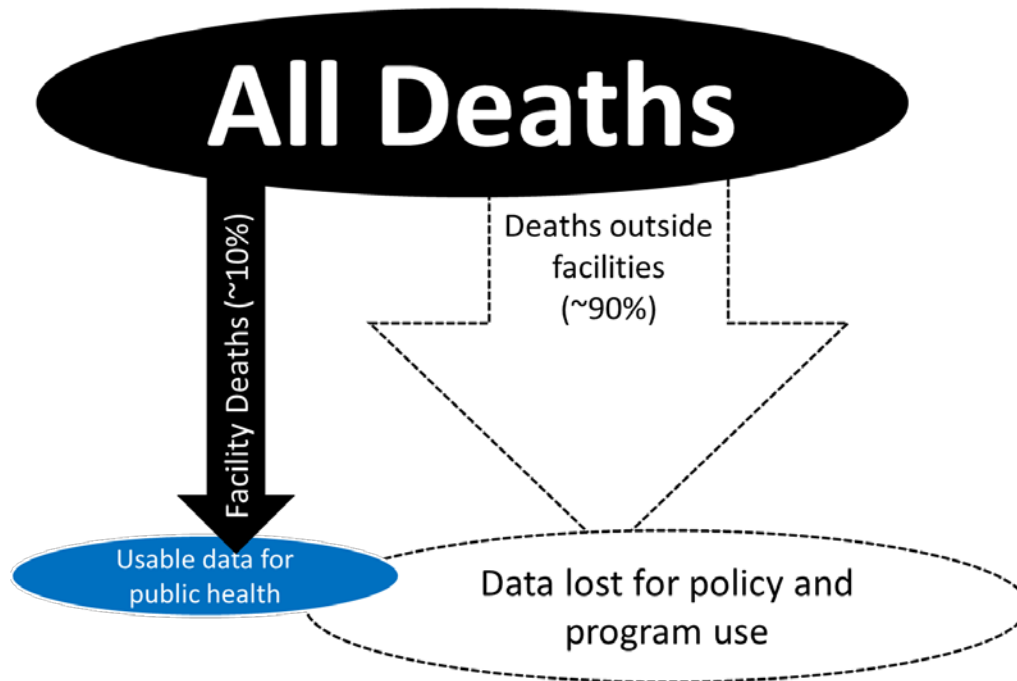 All Deaths
Facility Deaths (~10%)
Deaths outside
facilities
(~90%)
Usable data for
public health
Data lost for policy and
program use